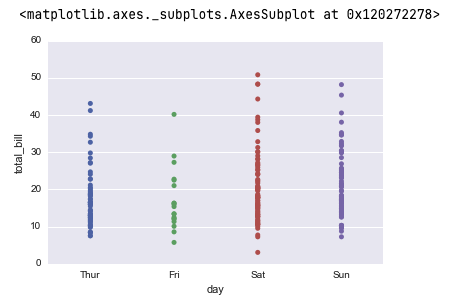 <matplotlib.axes._subplots.AxesSubplot at 0x120272278>
60
50
40
30
20
10
0
total_bill
Thur Fri Sat Sun
day